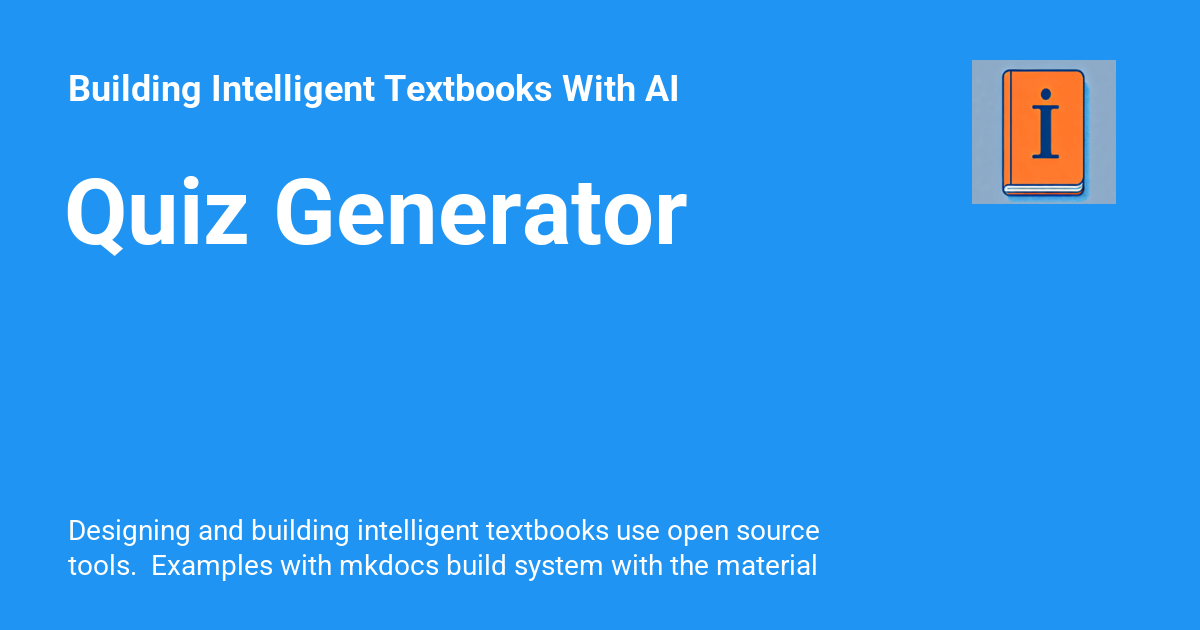 Building Intelligent Textbooks With AI
i
Quiz Generator
Designing and building intelligent textbooks use open source
tools.  Examples with mkdocs build system with the material